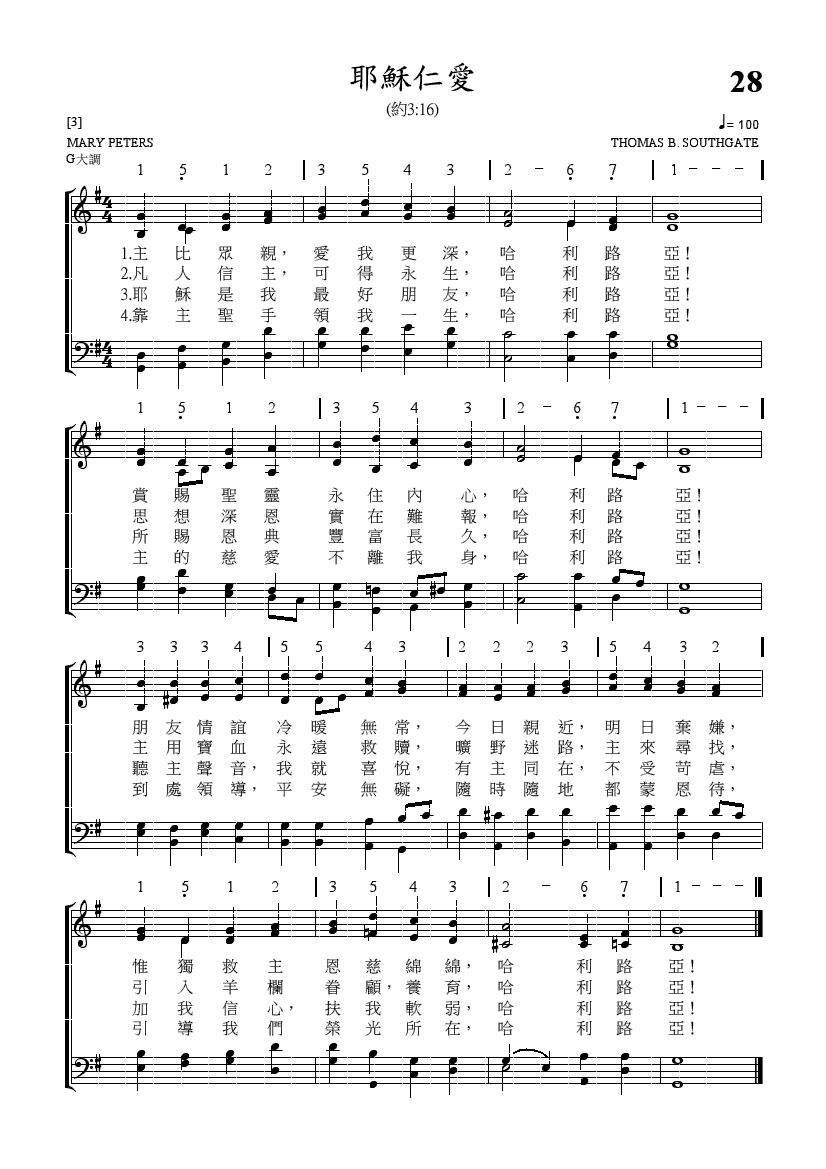 耶穌仁愛
28
(約3:16)
[3]
♩= 100
MARY PETERS
THOMAS B. SOUTHGATE
G大調
1 5̣ 1 2 | 3 5 4 3 | 2 – 6̣ 7̣ | 1 – – – |
1.主比眾親，愛我更深，哈利路亞！
2.凡人信主，可得永生，哈利路亞！
3.耶穌是我最好朋友，哈利路亞！
4.靠主聖手領我一生，哈利路亞！
1 5̣ 1 2 | 3 5 4 3 | 2 – 6̣ 7̣ | 1 – – – |
賞賜聖靈永住內心，哈利路亞！
思想深恩實在難報，哈利路亞！
所賜恩典豐富長久，哈利路亞！
主的慈愛不離我身，哈利路亞！
3 3 3 4 | 5 5 4 3 | 2 2 2 3 | 5 4 3 2 |
朋友情誼冷暖無常，今日親近，明日棄嫌，
主用寶血永遠救贖，曠野迷路，主來尋找，
聽主聲音，我就喜悅，有主同在，不受苛虐，
到處領導，平安無礙，隨時隨地都蒙恩待，
1 5̣ 1 2 | 3 5 4 3 | 2 – 6̣ 7̣ | 1 – – – ‖
惟獨救主恩慈綿綿，哈利路亞！
引入羊欄眷顧，養育，哈利路亞！
加我信心，扶我軟弱，哈利路亞！
引導我們榮光所在，哈利路亞！